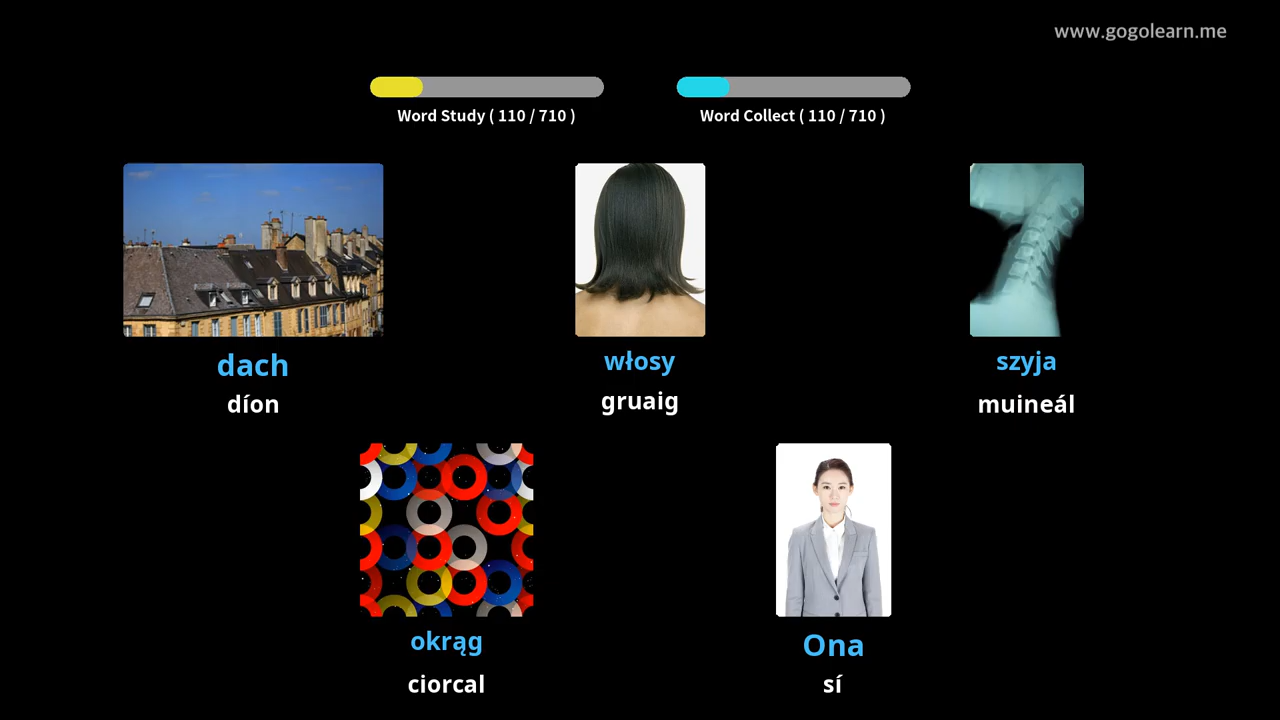 www.gogolearn.me
Word Study ( 110 / 710 )
Word Collect ( 110 / 710 )
dach
díon
włosy
gruaig
szyja
muineál
okrąg
ciorcal
Ona
sí